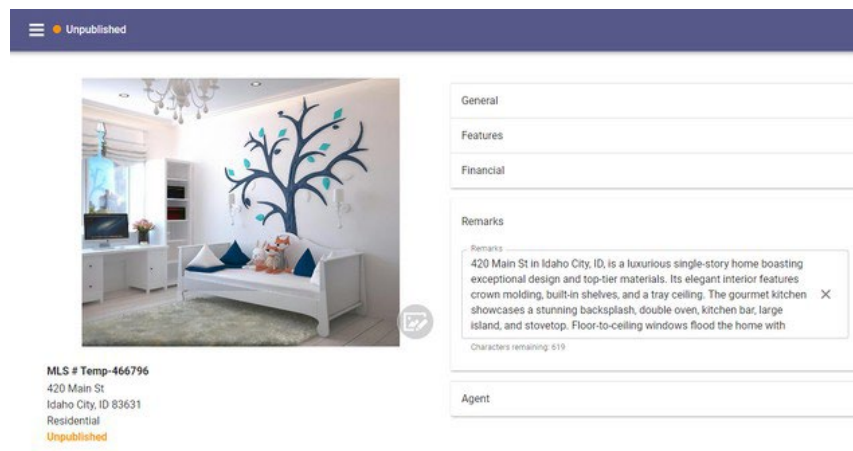 Unpublished
General
Features
Financial
Remarks
Remarks
420 Main St in Idaho City, ID, is a luxurious single-story home boasting
exceptional design and top-tier materials. Its elegant interior features
crown molding, built-in shelves, and a tray ceiling. The gourmet kitchen
showcases a stunning backsplash, double oven, kitchen bar, large
island, and stovetop. Floor-to-ceiling windows flood the home with
Characters remaining: 619
Agent
MLS # Temp-466796
420 Main St
Idaho City, ID 83631
Residential
Unpublished